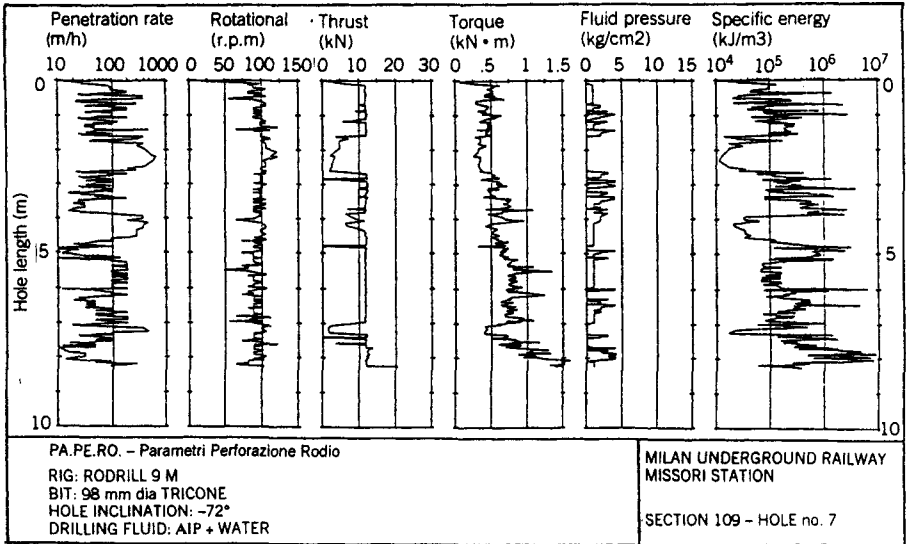 Penetration rate Rotational Thrust Torque Fluid pressure Specific energy
(m/h) (r.p.m) (kN) (kN • m) (kg/cm2) (kJ/m3)
10 100 1000 0 50 100 150 0 10 20 30 0 .5 1 1.5 0 5 10 15 10⁴ 10⁵ 10⁶ 10⁷
0 0
Hole length (m)
5 5
10 10
PA.PE.RO. – Parametri Perforazione Rodio
RIG: RODRILL 9 M
BIT: 98 mm dia TRICONE
HOLE INCLINATION: –72°
DRILLING FLUID: AIP + WATER
MILAN UNDERGROUND RAILWAY
MISSORI STATION
SECTION 109 – HOLE no. 7